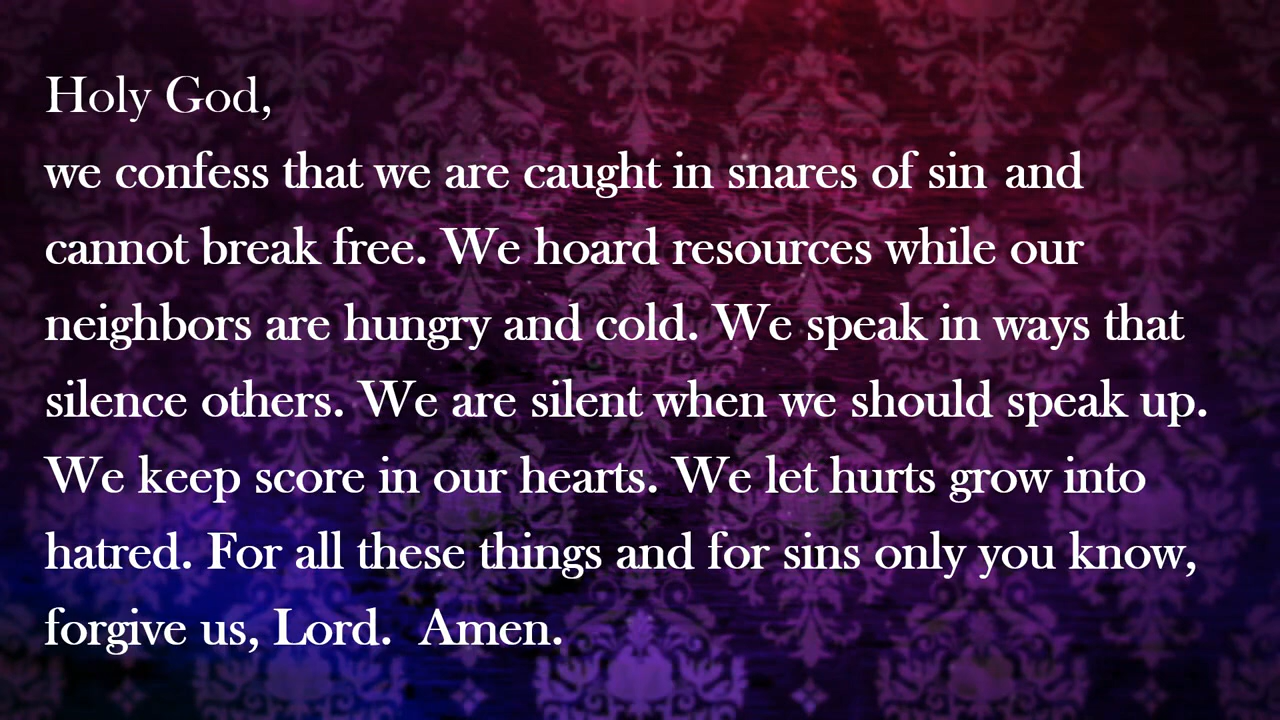 Holy God,
we confess that we are caught in snares of sin and
cannot break free. We hoard resources while our
neighbors are hungry and cold. We speak in ways that
silence others. We are silent when we should speak up.
We keep score in our hearts. We let hurts grow into
hatred. For all these things and for sins only you know,
forgive us, Lord.  Amen.